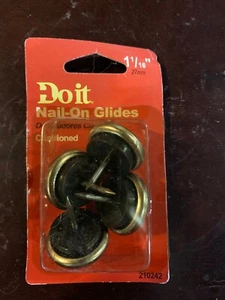 1 1/16"
27mm
Do it
Nail-On Glides
Cushioned
210242